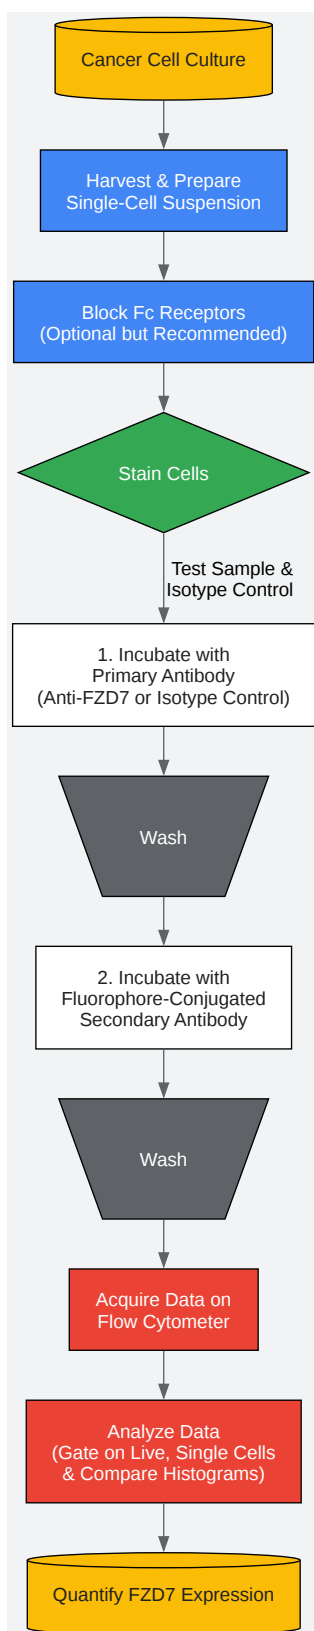 Cancer Cell Culture
Harvest & Prepare
Single-Cell Suspension
Block Fc Receptors
(Optional but Recommended)
Stain Cells
Test Sample &
Isotype Control
1. Incubate with
Primary Antibody
(Anti-FZD7 or Isotype Control)
Wash
2. Incubate with
Fluorophore-Conjugated
Secondary Antibody
Wash
Acquire Data on
Flow Cytometer
Analyze Data
(Gate on Live, Single Cells
& Compare Histograms)
Quantify FZD7 Expression